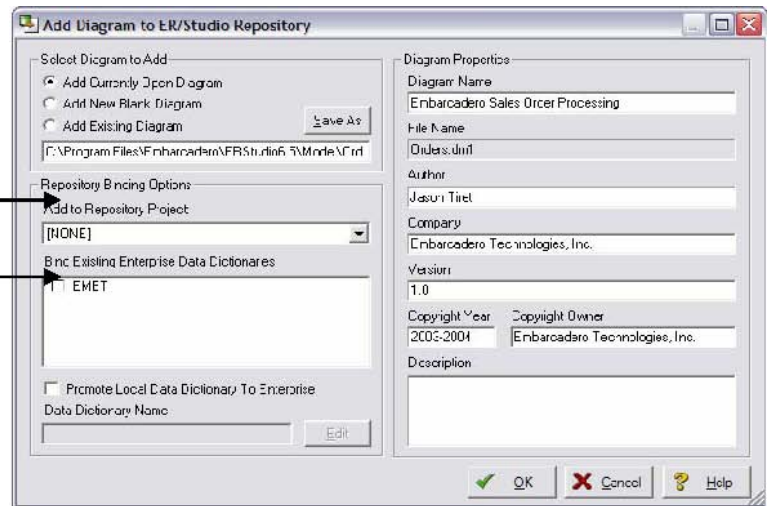 Add Diagram to ER/Studio Repository
Select Diagram to Add
Add Currently Open Diagram
Add New Blank Diagram
Add Existing Diagram
Save As
C:\Program Files\Embarcadero\ERStudio6.5\Model\Ord
Repository Binding Options
Add to Repository Project
[NONE]
Bind Existing Enterprise Data Dictionaries
EMET
Promote Local Data Dictionary To Enterprise
Data Dictionary Name
Edit
Diagram Properties
Diagram Name
Embarcadero Sales Order Processing
File Name
Orders.dm1
Author
Jason Tiret
Company
Embarcadero Technologies, Inc.
Version
1.0
Copyright Year Copyright Owner
2003-2004 Embarcadero Technologies, Inc.
Description
OK Cancel Help